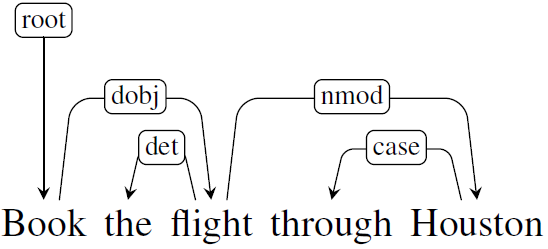 root
dobj nmod
det case
Book the flight through Houston